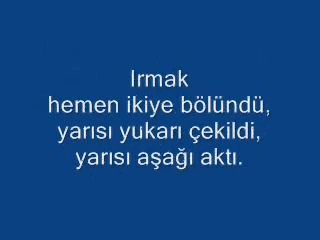 Irmak
hemen ikiye bölündü,
yarısı yukarı çekildi,
yarısı aşağı aktı.